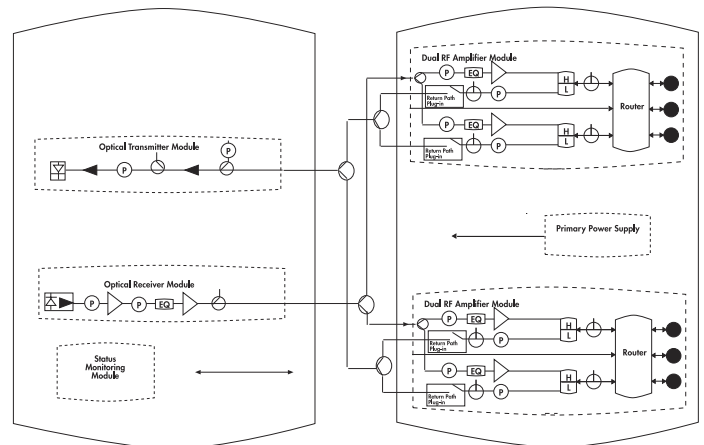 Dual RF Amplifier Module
P
EQ
H
L
Return Path
Plug-in
P
Router
P
EQ
H
L
Return Path
Plug-in
P
Optical Transmitter Module
P
P
Primary Power Supply
Optical Receiver Module
P
P
EQ
Dual RF Amplifier Module
P
EQ
H
L
Return Path
Plug-in
P
Router
P
EQ
H
L
Return Path
Plug-in
P
Status
Monitoring
Module